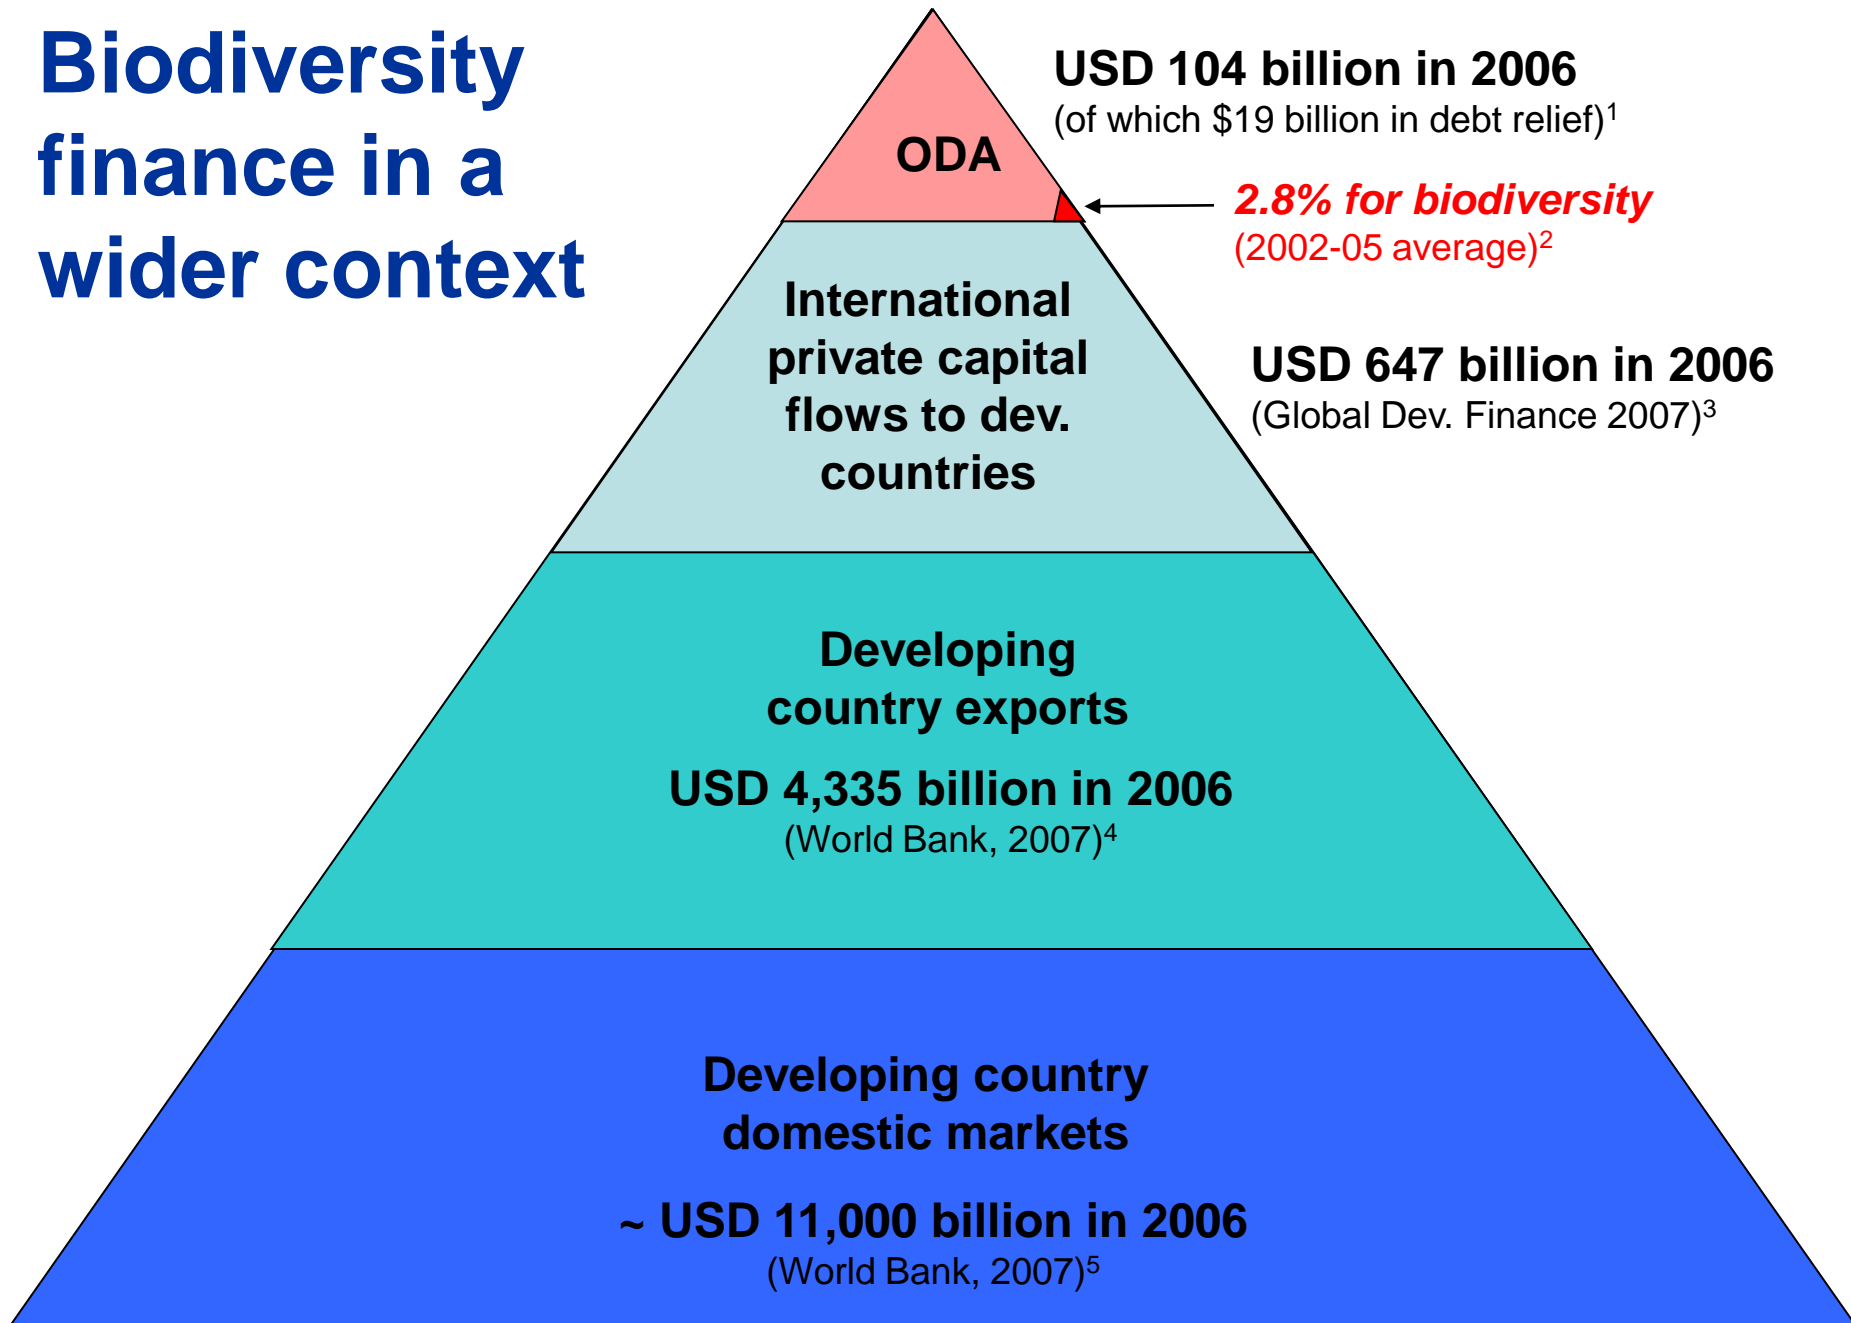 Biodiversity
finance in a
wider context
USD 104 billion in 2006
(of which $19 billion in debt relief)¹
ODA
2.8% for biodiversity
(2002-05 average)²
International
private capital
flows to dev.
countries
USD 647 billion in 2006
(Global Dev. Finance 2007)³
Developing
country exports
USD 4,335 billion in 2006
(World Bank, 2007)⁴
Developing country
domestic markets
~ USD 11,000 billion in 2006
(World Bank, 2007)⁵